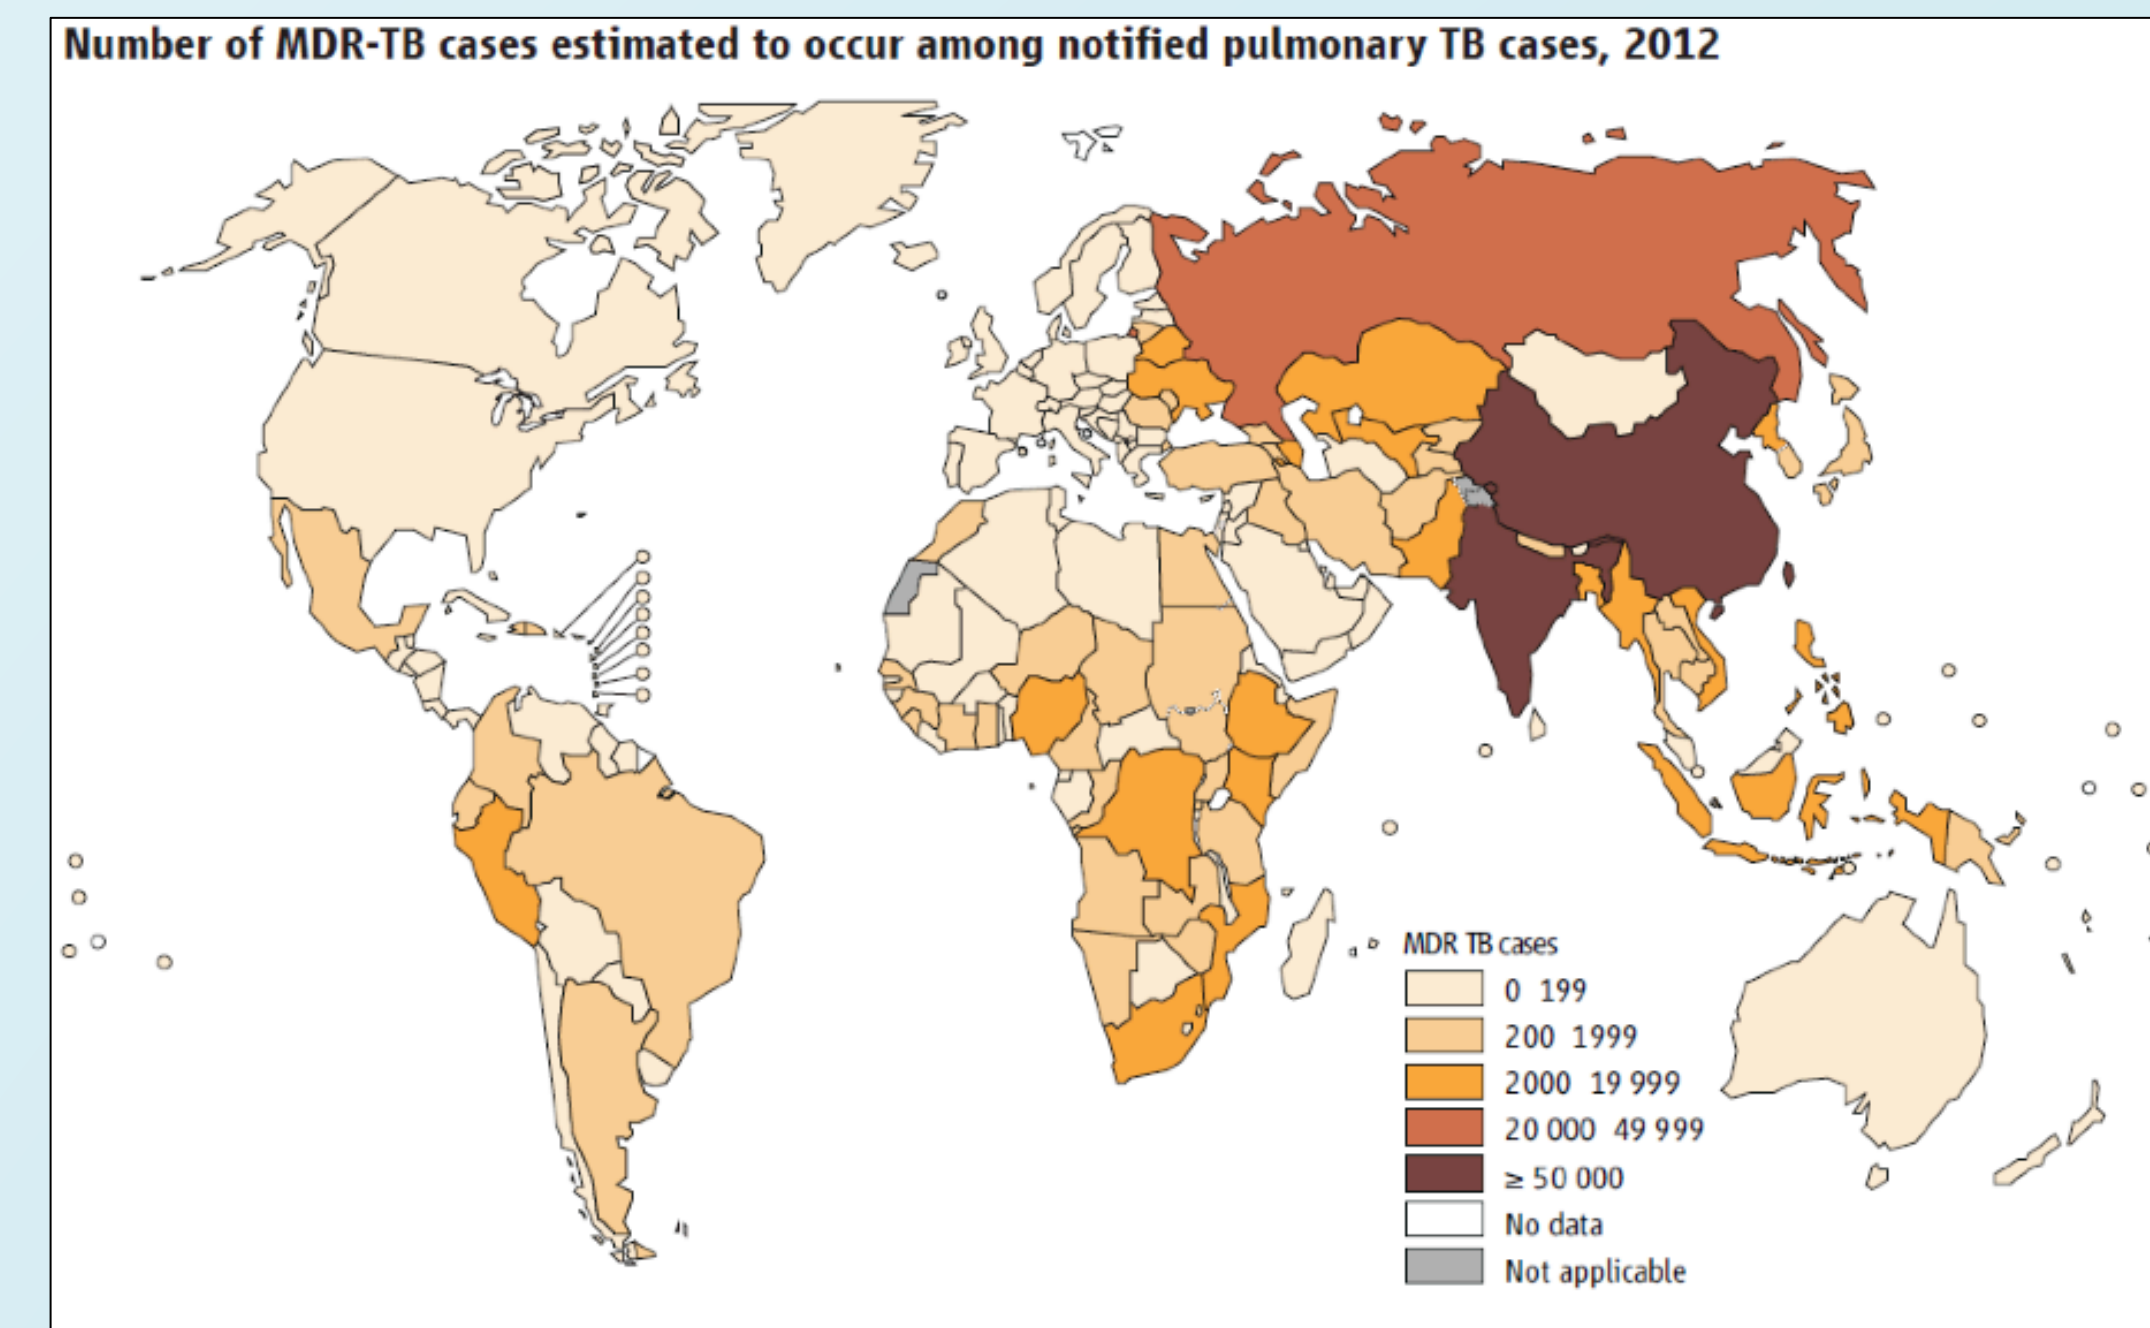 Number of MDR-TB cases estimated to occur among notified pulmonary TB cases, 2012
MDR TB cases
0 199
200 1999
2000 19 999
20 000 49 999
≥ 50 000
No data
Not applicable